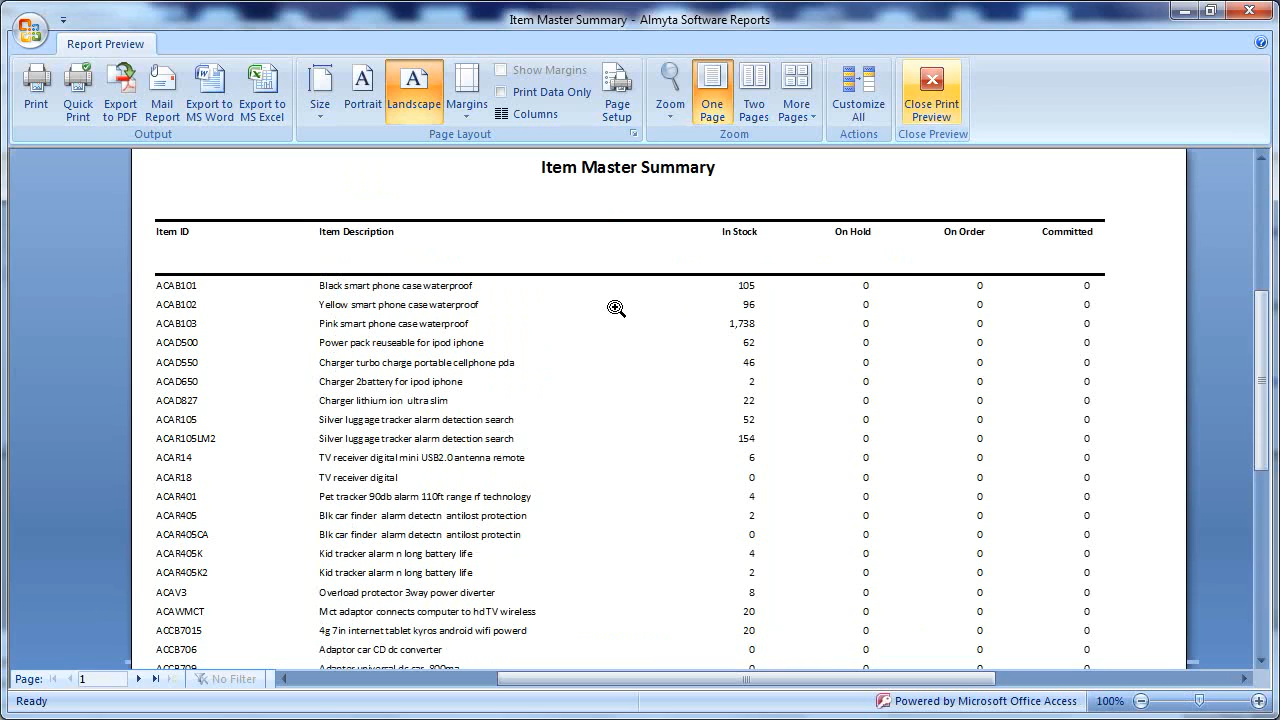 Item Master Summary - Almyta Software Reports
Report Preview
Print
Quick Print
Export to PDF
Mail Report
Export to MS Word
Export to MS Excel
Output
Size
Portrait
Landscape
Margins
Show Margins
Print Data Only
Columns
Page Setup
Page Layout
Zoom
One Page
Two Pages
More Pages
Zoom
Customize All
Actions
Close Print Preview
Close Preview
Item Master Summary
Item ID Item Description In Stock On Hold On Order Committed
ACAB101 Black smart phone case waterproof 105 0 0 0
ACAB102 Yellow smart phone case waterproof 96 0 0 0
ACAB103 Pink smart phone case waterproof 1,738 0 0 0
ACAD500 Power pack reuseable for ipod iphone 62 0 0 0
ACAD550 Charger turbo charge portable cellphone pda 46 0 0 0
ACAD650 Charger 2battery for ipod iphone 2 0 0 0
ACAD827 Charger lithium ion ultra slim 22 0 0 0
ACAR105 Silver luggage tracker alarm detection search 52 0 0 0
ACAR105LM2 Silver luggage tracker alarm detection search 154 0 0 0
ACAR14 TV receiver digital mini USB2.0 antenna remote 6 0 0 0
ACAR18 TV receiver digital 0 0 0 0
ACAR401 Pet tracker 90db alarm 110ft range rf technology 4 0 0 0
ACAR405 Blk car finder alarm detectn antilost protection 2 0 0 0
ACAR405CA Blk car finder alarm detectn antilost protectin 0 0 0 0
ACAR405K Kid tracker alarm n long battery life 4 0 0 0
ACAR405K2 Kid tracker alarm n long battery life 2 0 0 0
ACAV3 Overload protector 3way power diverter 8 0 0 0
ACAWMCT Mct adaptor connects computer to hdTV wireless 20 0 0 0
ACCB7015 4g 7in internet tablet kyros android wifi powerd 20 0 0 0
ACCB706 Adaptor car CD dc converter 0 0 0 0
ACCB709 Adaptor universal dc car 800ma 0 0 0 0
Page: 1 No Filter
Ready Powered by Microsoft Office Access 100%